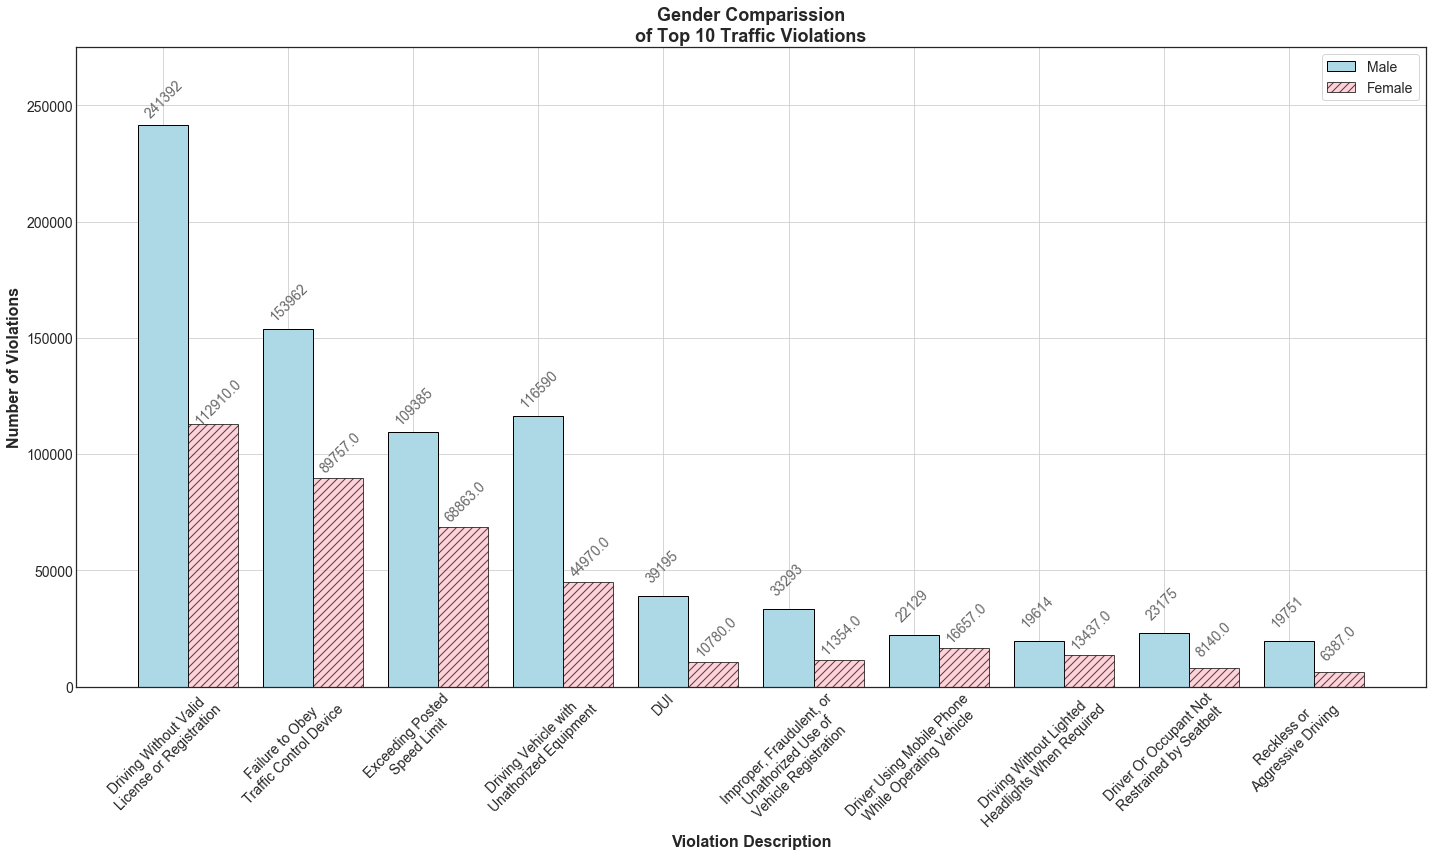 Gender Comparission
of Top 10 Traffic Violations
Male
Female
Number of Violations
250000
200000
150000
100000
50000
0
241392
112910.0
153962
89757.0
109385
68863.0
116590
44970.0
39195
10780.0
33293
11354.0
22129
16657.0
19614
13437.0
23175
8140.0
19751
6387.0
Driving Without Valid
License or Registration
Failure to Obey
Traffic Control Device
Exceeding Posted
Speed Limit
Driving Vehicle with
Unathorized Equipment
DUI
Improper, Fraudulent, or
Unathorized Use of
Vehicle Registration
Driver Using Mobile Phone
While Operating Vehicle
Driving Without Lighted
Headlights When Required
Driver Or Occupant Not
Restrained by Seatbelt
Reckless or
Aggressive Driving
Violation Description